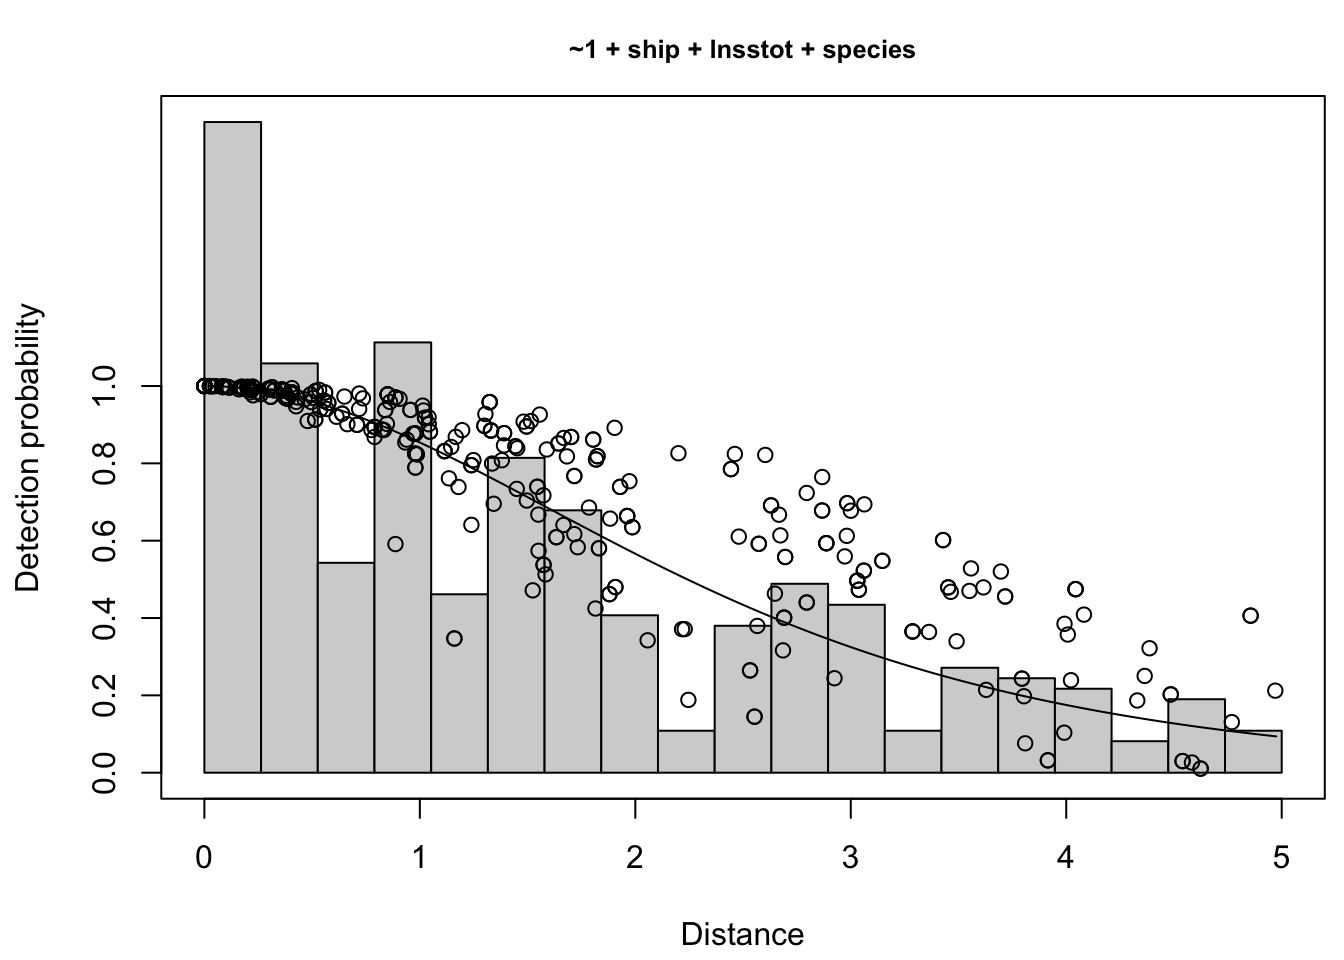 ~1 + ship + lnsstot + species
Detection probability
1.0
0.8
0.6
0.4
0.2
0.0
0 1 2 3 4 5
Distance